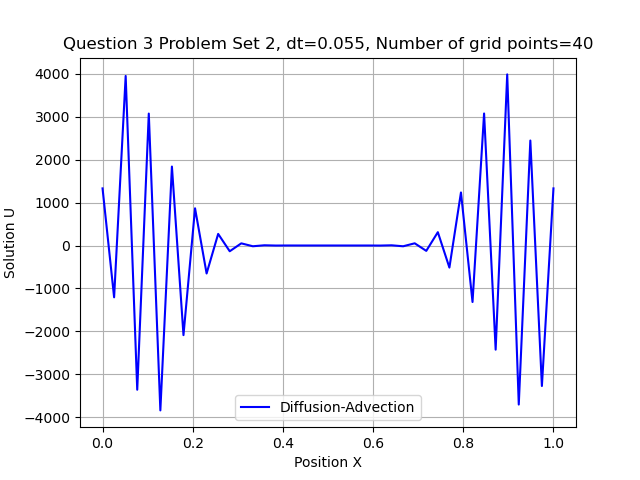 Question 3 Problem Set 2, dt=0.055, Number of grid points=40
Solution U
4000
3000
2000
1000
0
−1000
−2000
−3000
−4000
Diffusion-Advection
0.0 0.2 0.4 0.6 0.8 1.0
Position X